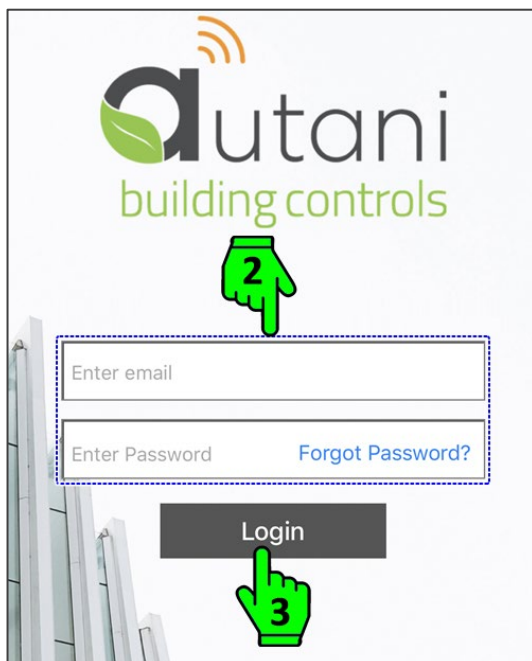 autani
building controls
2
Enter email
Enter Password Forgot Password?
Login
3